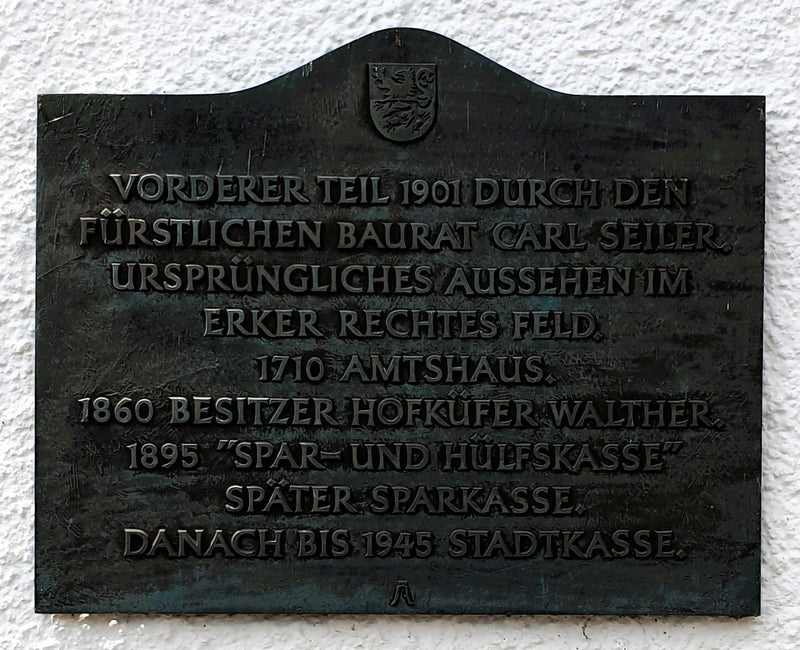 VORDERER TEIL 1901 DURCH DEN
FÜRSTLICHEN BAURAT CARL SEILER.
URSPRÜNGLICHES AUSSEHEN IM
ERKER RECHTES FELD.
1710 AMTSHAUS.
1860 BESITZER HOFKÜFER WALTHER.
1895 "SPAR- UND HÜLFSKASSE"
SPÄTER SPARKASSE.
DANACH BIS 1945 STADTKASSE.